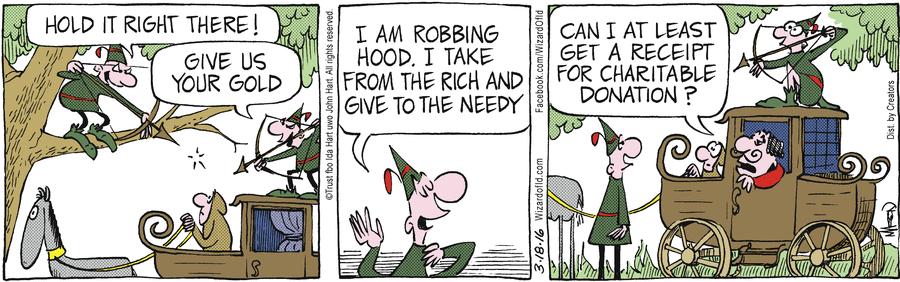 HOLD IT RIGHT THERE!
GIVE US
YOUR GOLD
©Trust fbo Ida Hart uwo John Hart. All rights reserved.
I AM ROBBING
HOOD. I TAKE
FROM THE RICH AND
GIVE TO THE NEEDY
3-18-16 WizardofId.com Facebook.com/WizardOfId
CAN I AT LEAST
GET A RECEIPT
FOR CHARITABLE
DONATION?
Dist. by Creators